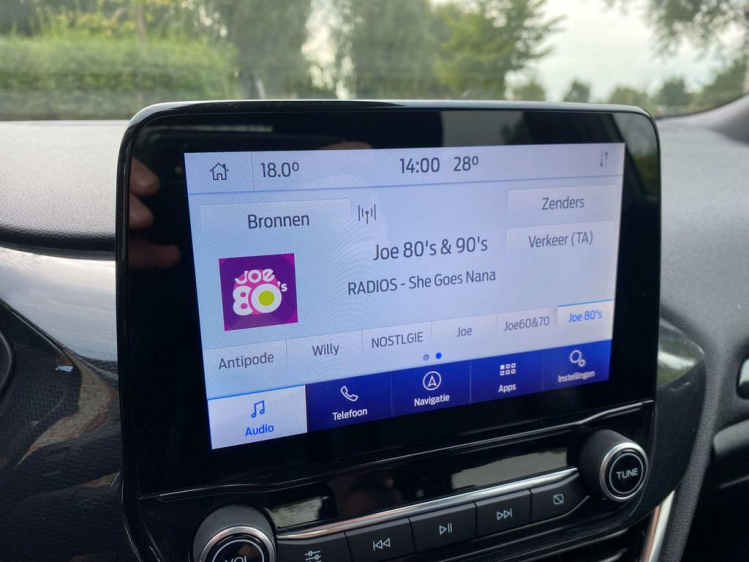 18.0°
14:00 28°
Bronnen
Zenders
Joe 80's & 90's
Verkeer (TA)
RADIOS - She Goes Nana
JOE
80's
Antipode
Willy
NOSTLGIE
Joe
Joe60&70
Joe 80's
Audio
Telefoon
Navigatie
Apps
Instellingen
VOL
TUNE